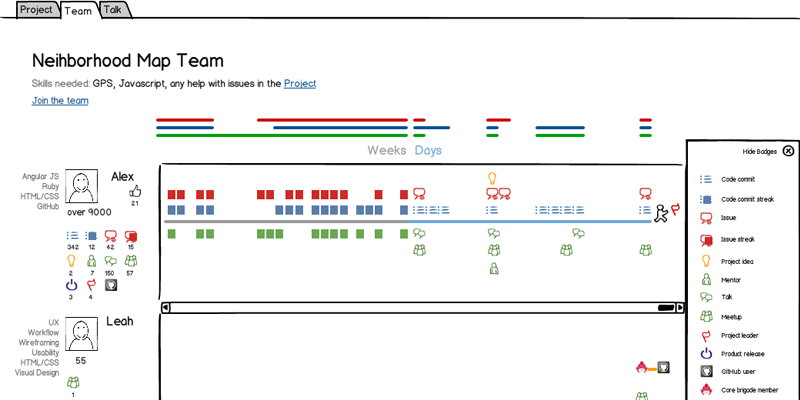 Project Team Talk
Neihborhood Map Team
Skills needed: GPS, Javascript, any help with issues in the Project
Join the team
Weeks Days
Hide Badges
Angular JS
Ruby
HTML/CSS
GitHub
Alex
21
over 9000
342 12 42 15
2 7 150 57
3 4
Code commit
Code commit streak
Issue
Issue streak
Project idea
Mentor
Talk
Meetup
Project leader
Product release
GitHub user
Core brigade member
UX
Workflow
Wireframing
Usability
HTML/CSS
Visual Design
Leah
55
1